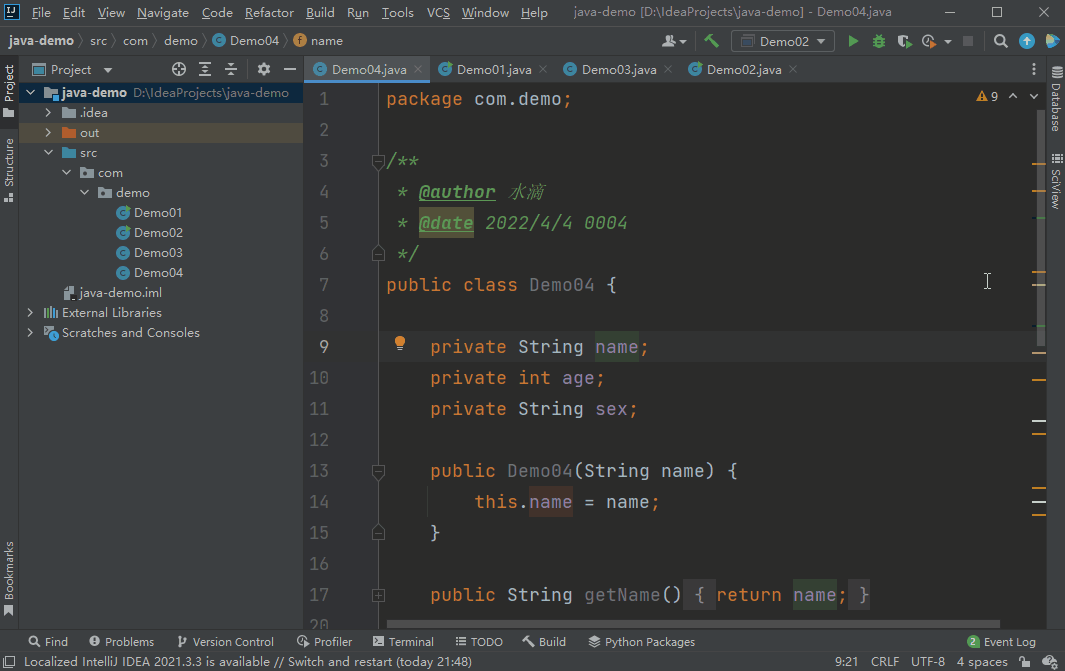 File Edit View Navigate Code Refactor Build Run Tools VCS Window Help java-demo [D:\IdeaProjects\java-demo] - Demo04.java
java-demo src com demo Demo04 name Demo02
Project
Demo04.java Demo01.java Demo03.java Demo02.java
Project
Structure
Bookmarks
java-demo D:\IdeaProjects\java-demo
.idea
out
src
com
demo
Demo01
Demo02
Demo03
Demo04
java-demo.iml
External Libraries
Scratches and Consoles
9
1 package com.demo;
2
3 /**
4 * @author 水滴
5 * @date 2022/4/4 0004
6 */
7 public class Demo04 {
8
9 private String name;
10 private int age;
11 private String sex;
12
13 public Demo04(String name) {
14 this.name = name;
15 }
16
17 public String getName() { return name; }
20
Database
SciView
Find Problems Version Control Profiler Terminal TODO Build Python Packages 2 Event Log
Localized IntelliJ IDEA 2021.3.3 is available // Switch and restart (today 21:48) 9:21 CRLF UTF-8 4 spaces